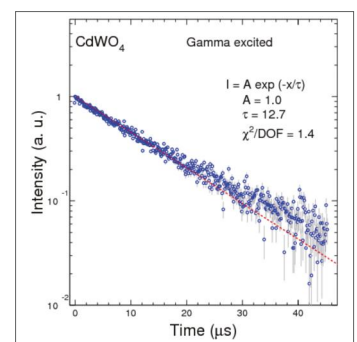 CdWO4 Gamma excited
I = A exp (-x/τ)
A = 1.0
τ = 12.7
χ²/DOF = 1.4
1
10⁻¹
10⁻²
Intensity (a. u.)
0 10 20 30 40
Time (μs)